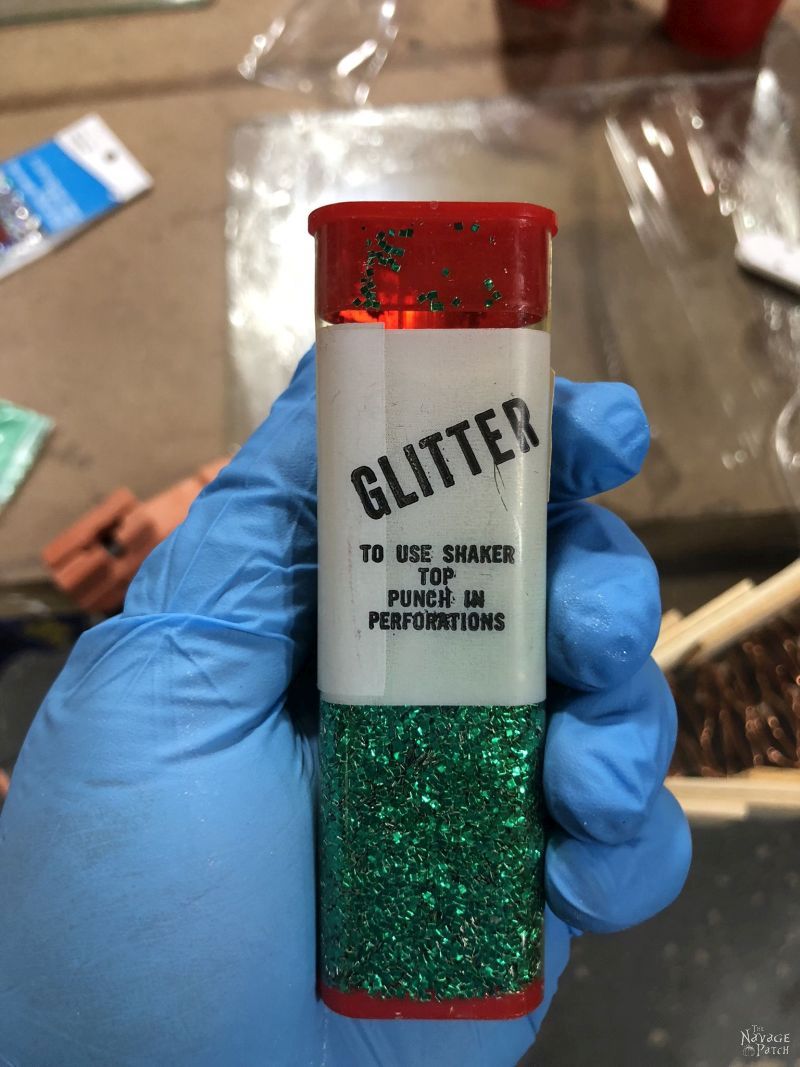 GLITTER
TO USE SHAKER
TOP
PUNCH IN
PERFORATIONS
The
Navage
Patch